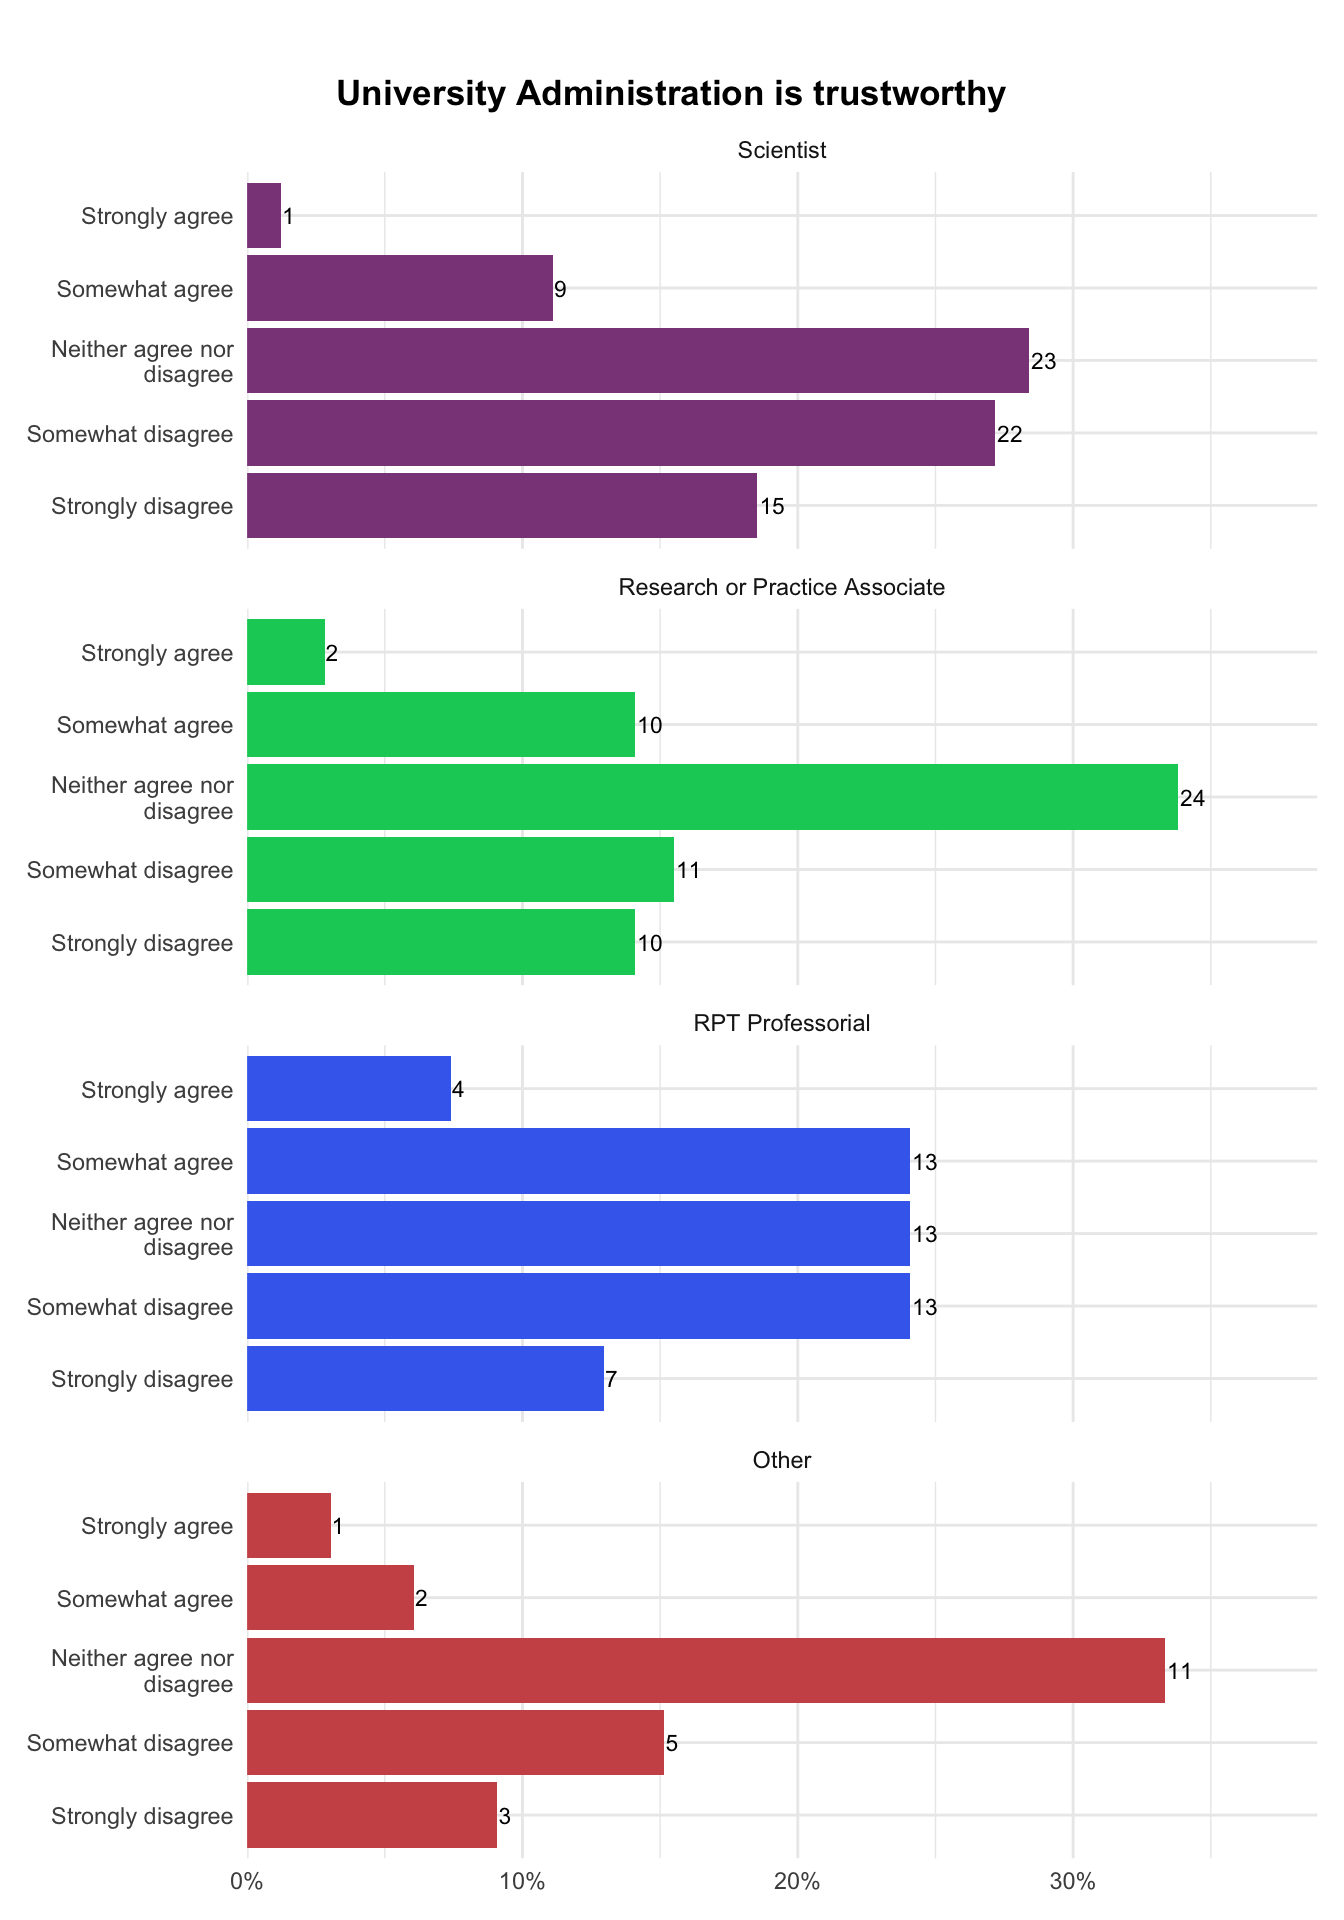 University Administration is trustworthy
Scientist
Strongly agree
1
Somewhat agree
9
Neither agree nor
disagree
23
Somewhat disagree
22
Strongly disagree
15
Research or Practice Associate
Strongly agree
2
Somewhat agree
10
Neither agree nor
disagree
24
Somewhat disagree
11
Strongly disagree
10
RPT Professorial
Strongly agree
4
Somewhat agree
13
Neither agree nor
disagree
13
Somewhat disagree
13
Strongly disagree
7
Other
Strongly agree
1
Somewhat agree
2
Neither agree nor
disagree
11
Somewhat disagree
5
Strongly disagree
3
0% 10% 20% 30%